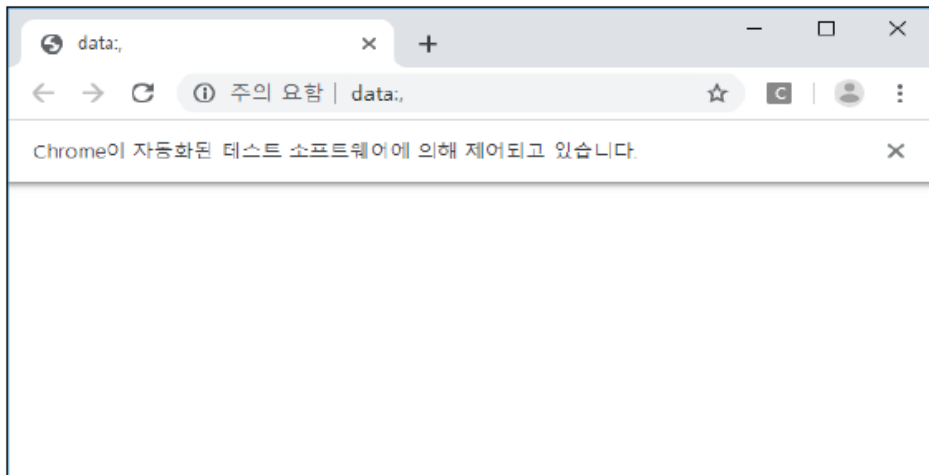 data:,
주의 요함 | data:, C
Chrome이 자동화된 테스트 소프트웨어에 의해 제어되고 있습니다.